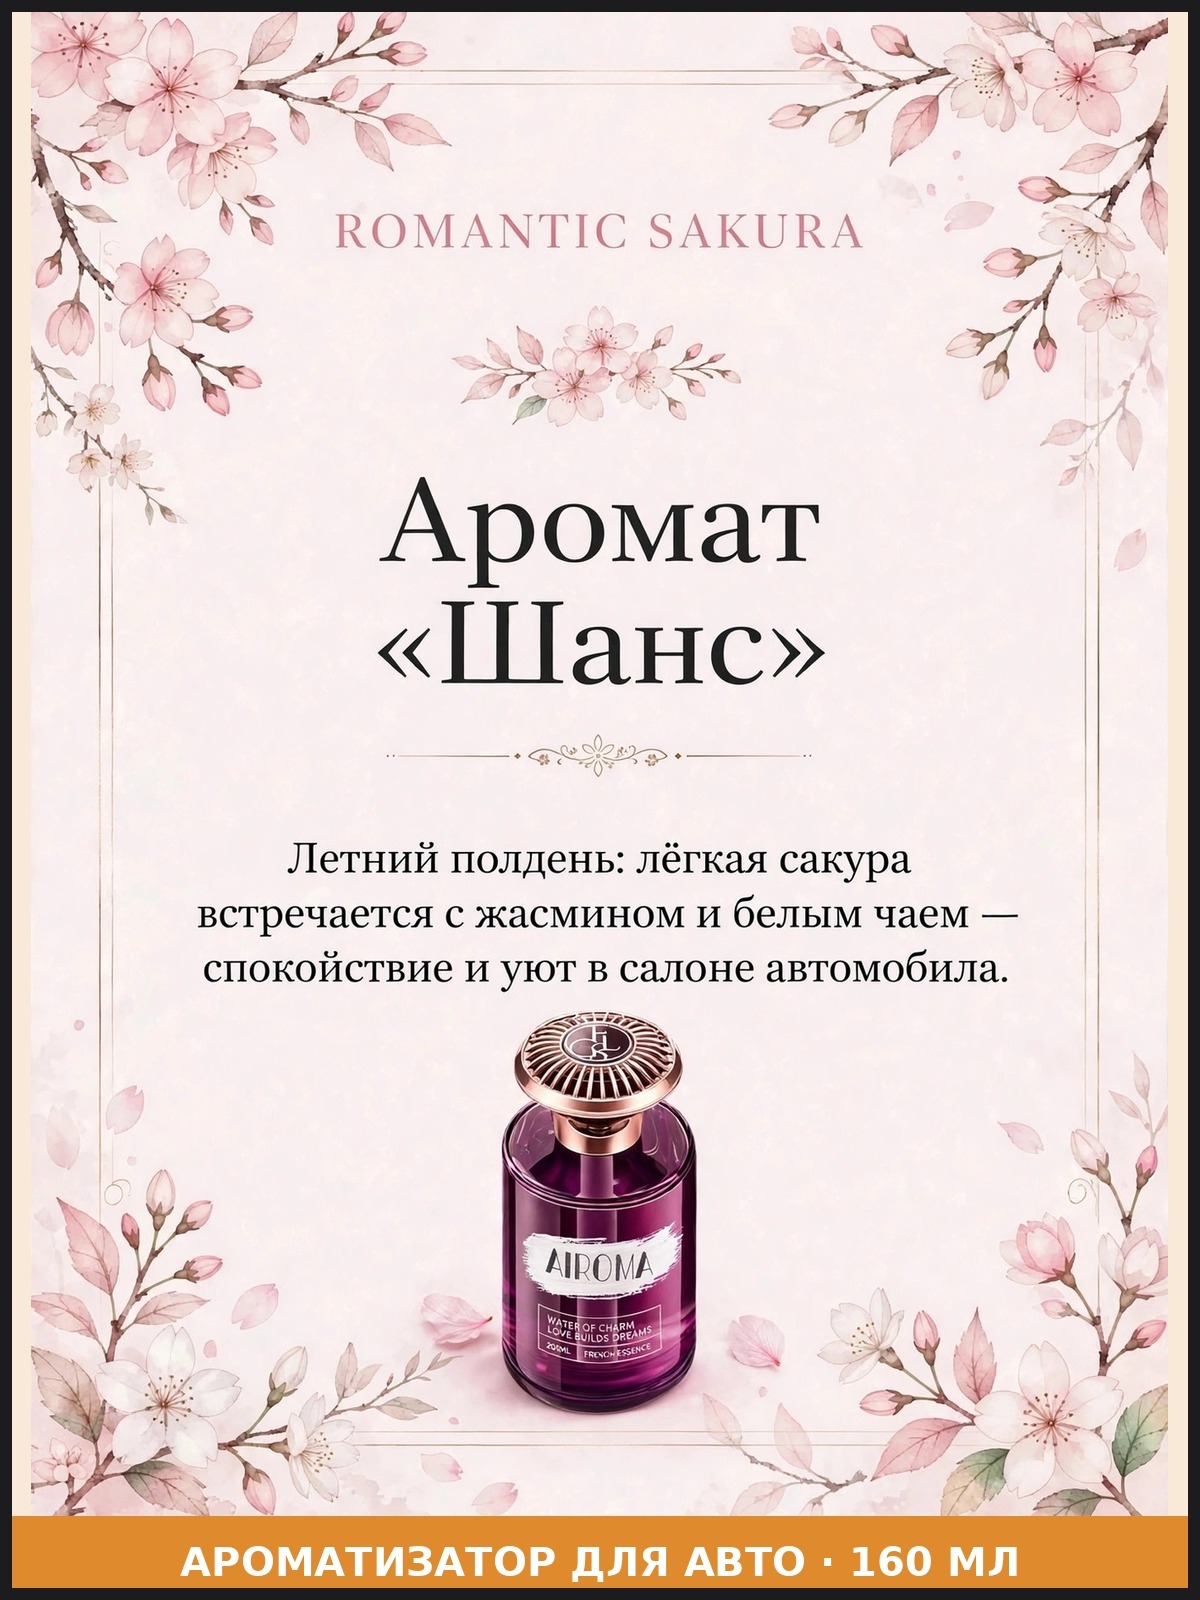 ROMANTIC SAKURA
Аромат
«Шанс»
Летний полдень: лёгкая сакура
встречается с жасмином и белым чаем —
спокойствие и уют в салоне автомобила.
AIROMA
WATER OF CHARM
LOVE BUILDS DREAMS
200ML FRENCH ESSENCE
АРОМАТИЗАТОР ДЛЯ АВТО · 160 МЛ